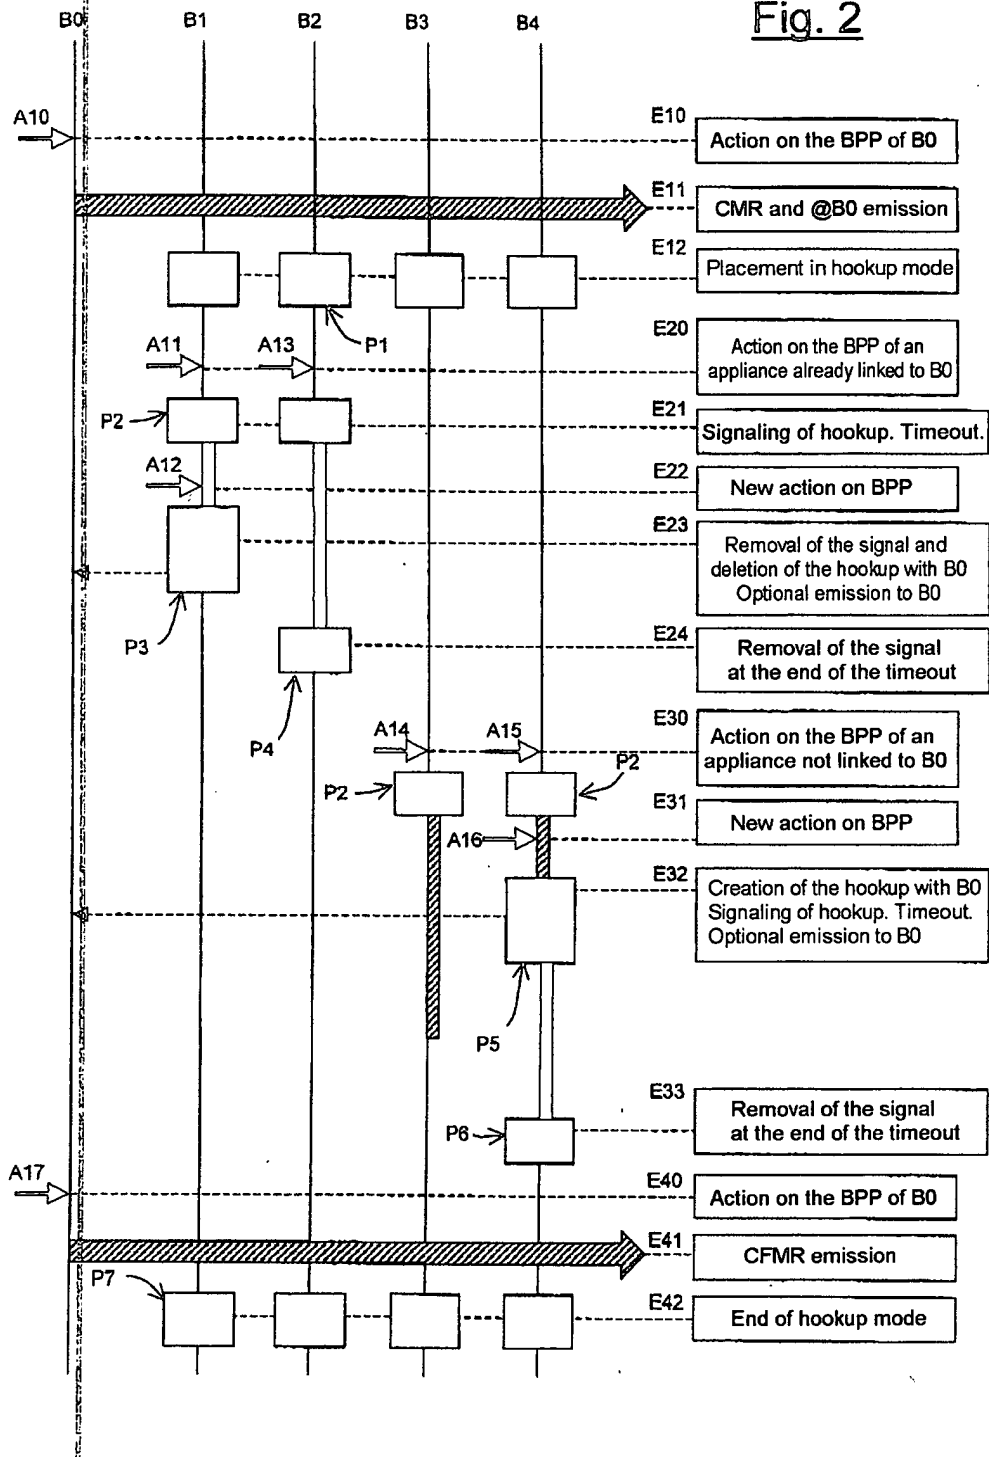 Fig. 2
B0 B1 B2 B3 B4
A10
E10
Action on the BPP of B0
E11
CMR and @B0 emission
E12
Placement in hookup mode
P1
A11 A13
E20
Action on the BPP of an
appliance already linked to B0
P2
E21
Signaling of hookup. Timeout.
A12
E22
New action on BPP
E23
Removal of the signal and
deletion of the hookup with B0
Optional emission to B0
P3
E24
Removal of the signal
at the end of the timeout
P4
A14 A15
E30
Action on the BPP of an
appliance not linked to B0
P2
P2
E31
New action on BPP
A16
E32
Creation of the hookup with B0
Signaling of hookup. Timeout.
Optional emission to B0
P5
E33
Removal of the signal
at the end of the timeout
P6
A17
E40
Action on the BPP of B0
E41
CFMR emission
P7
E42
End of hookup mode